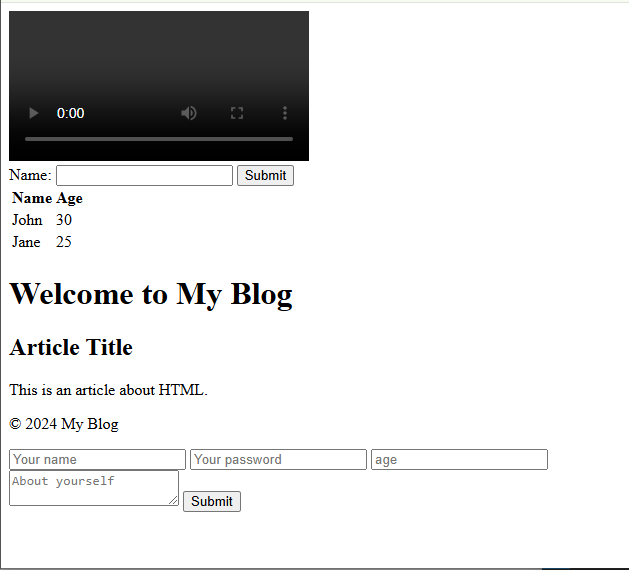 0:00
Name: Submit
Name Age
John 30
Jane 25
Welcome to My Blog
Article Title
This is an article about HTML.
© 2024 My Blog
Your name Your password age
About yourself Submit